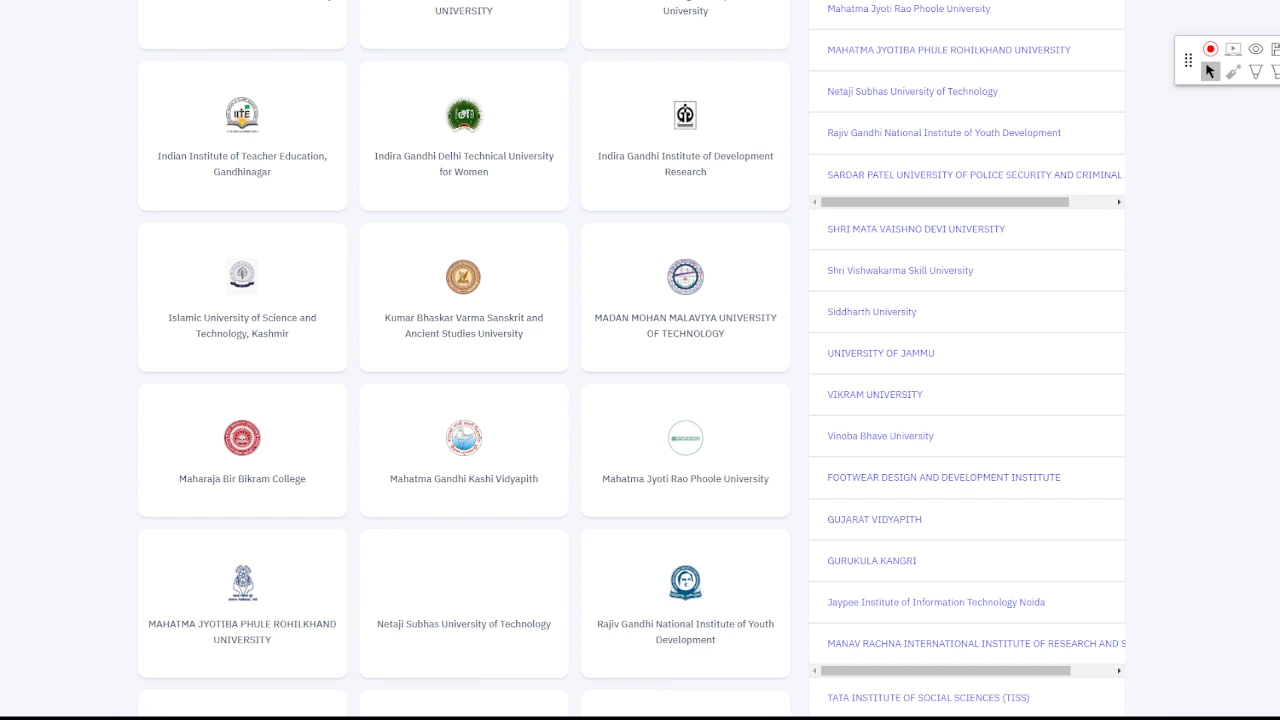 UNIVERSITY
University
Indian Institute of Teacher Education,
Gandhinagar
Indira Gandhi Delhi Technical University
for Women
Indira Gandhi Institute of Development
Research
Islamic University of Science and
Technology, Kashmir
Kumar Bhaskar Varma Sanskrit and
Ancient Studies University
MADAN MOHAN MALAVIYA UNIVERSITY
OF TECHNOLOGY
Maharaja Bir Bikram College
Mahatma Gandhi Kashi Vidyapith
Mahatma Jyoti Rao Phoole University
MAHATMA JYOTIBA PHULE ROHILKHAND
UNIVERSITY
Netaji Subhas University of Technology
Rajiv Gandhi National Institute of Youth
Development
Mahatma Jyoti Rao Phoole University
MAHATMA JYOTIBA PHULE ROHILKHAND UNIVERSITY
Netaji Subhas University of Technology
Rajiv Gandhi National Institute of Youth Development
SARDAR PATEL UNIVERSITY OF POLICE SECURITY AND CRIMINAL
SHRI MATA VAISHNO DEVI UNIVERSITY
Shri Vishwakarma Skill University
Siddharth University
UNIVERSITY OF JAMMU
VIKRAM UNIVERSITY
Vinoba Bhave University
FOOTWEAR DESIGN AND DEVELOPMENT INSTITUTE
GUJARAT VIDYAPITH
GURUKULA KANGRI
Jaypee Institute of Information Technology Noida
MANAV RACHNA INTERNATIONAL INSTITUTE OF RESEARCH AND S
TATA INSTITUTE OF SOCIAL SCIENCES (TISS)